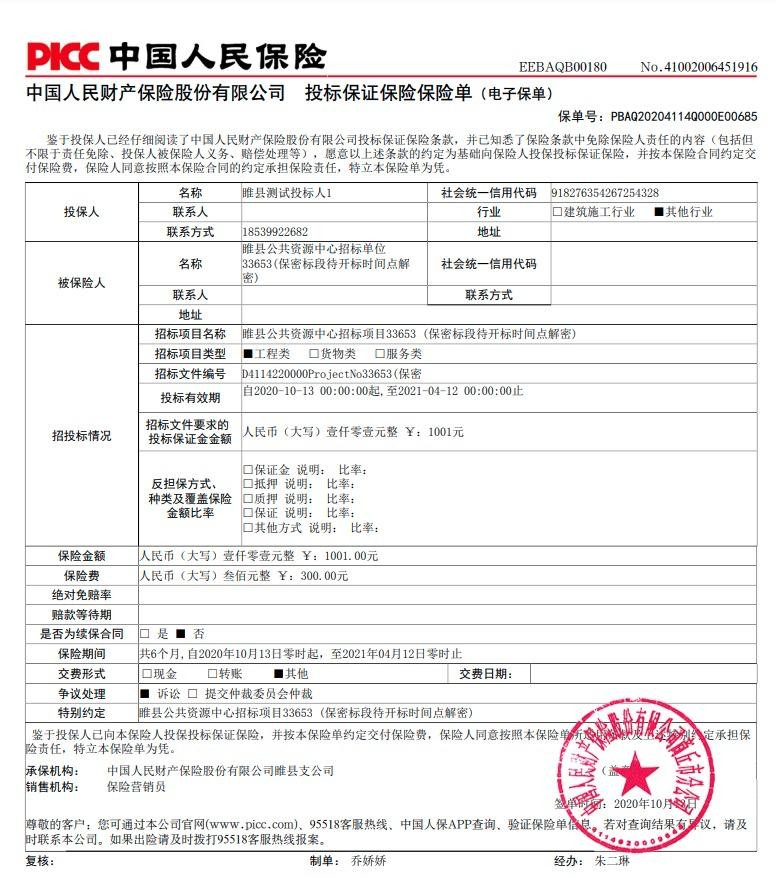 PICC 中国人民保险
EEBAQB00180 No.41002006451916
中国人民财产保险股份有限公司 投标保证保险保险单（电子保单）
保单号：PBAQ20204114Q000E00685
鉴于投保人已经仔细阅读了中国人民财产保险股份有限公司投标保证保险条款，并已知悉了保险条款中免除保险人责任的内容（包括但
不限于责任免除、投保人被保险人义务、赔偿处理等），愿意以上述条款的约定为基础向保险人投保投标保证保险，并按本保险合同约定交
付保险费，保险人同意按照本保险合同的约定承担保险责任，特立本保险单为凭。
投保人
名称 睢县测试投标人1 社会统一信用代码 918276354267254328
联系人 行业 □建筑施工行业 ■其他行业
联系方式 18539922682 地址
被保险人
名称 睢县公共资源中心招标单位
33653(保密标段待开标时间点解
密)
社会统一信用代码
联系人 联系方式
地址
招投标情况
招标项目名称 睢县公共资源中心招标项目33653 (保密标段待开标时间点解密)
招标项目类型 ■工程类 □货物类 □服务类
招标文件编号 D4114220000ProjectNo33653(保密
投标有效期 自2020-10-13 00:00:00起,至2021-04-12 00:00:00止
招标文件要求的
投标保证金金额
人民币（大写）壹仟零壹元整 ￥：1001元
反担保方式、
种类及覆盖保险
金额比率
□保证金 说明： 比率：
□抵押 说明： 比率：
□质押 说明： 比率：
□保证 说明： 比率：
□其他方式 说明： 比率：
保险金额 人民币（大写）壹仟零壹元整 ￥：1001.00元
保险费 人民币（大写）叁佰元整 ￥：300.00元
绝对免赔率
赔款等待期
是否为续保合同 □ 是 ■ 否
保险期间 共6个月,自2020年10月13日零时起，至2021年04月12日零时止
交费形式 □现金 □转账 ■其他 交费日期：
争议处理 ■ 诉讼 □ 提交仲裁委员会仲裁
特别约定 睢县公共资源中心招标项目33653 (保密标段待开标时间点解密)
鉴于投保人已向本保险人投保投标保证保险，并按本保险单约定交付保险费，保险人同意按照本保险单所
约定承担保
险责任，特立本保险单为凭。
承保机构： 中国人民财产保险股份有限公司睢县支公司
销售机构： 保险营销员
签单时间：2020年10月
日
尊敬的客户：您可通过本公司官网(www.picc.com)、95518客服热线、中国人保APP查询、验证保险单信息，若对查询结果有异议，请及
时联系本公司。如果出险请及时拨打95518客服热线报案。
复核： 制单： 乔娇娇 经办： 朱二琳